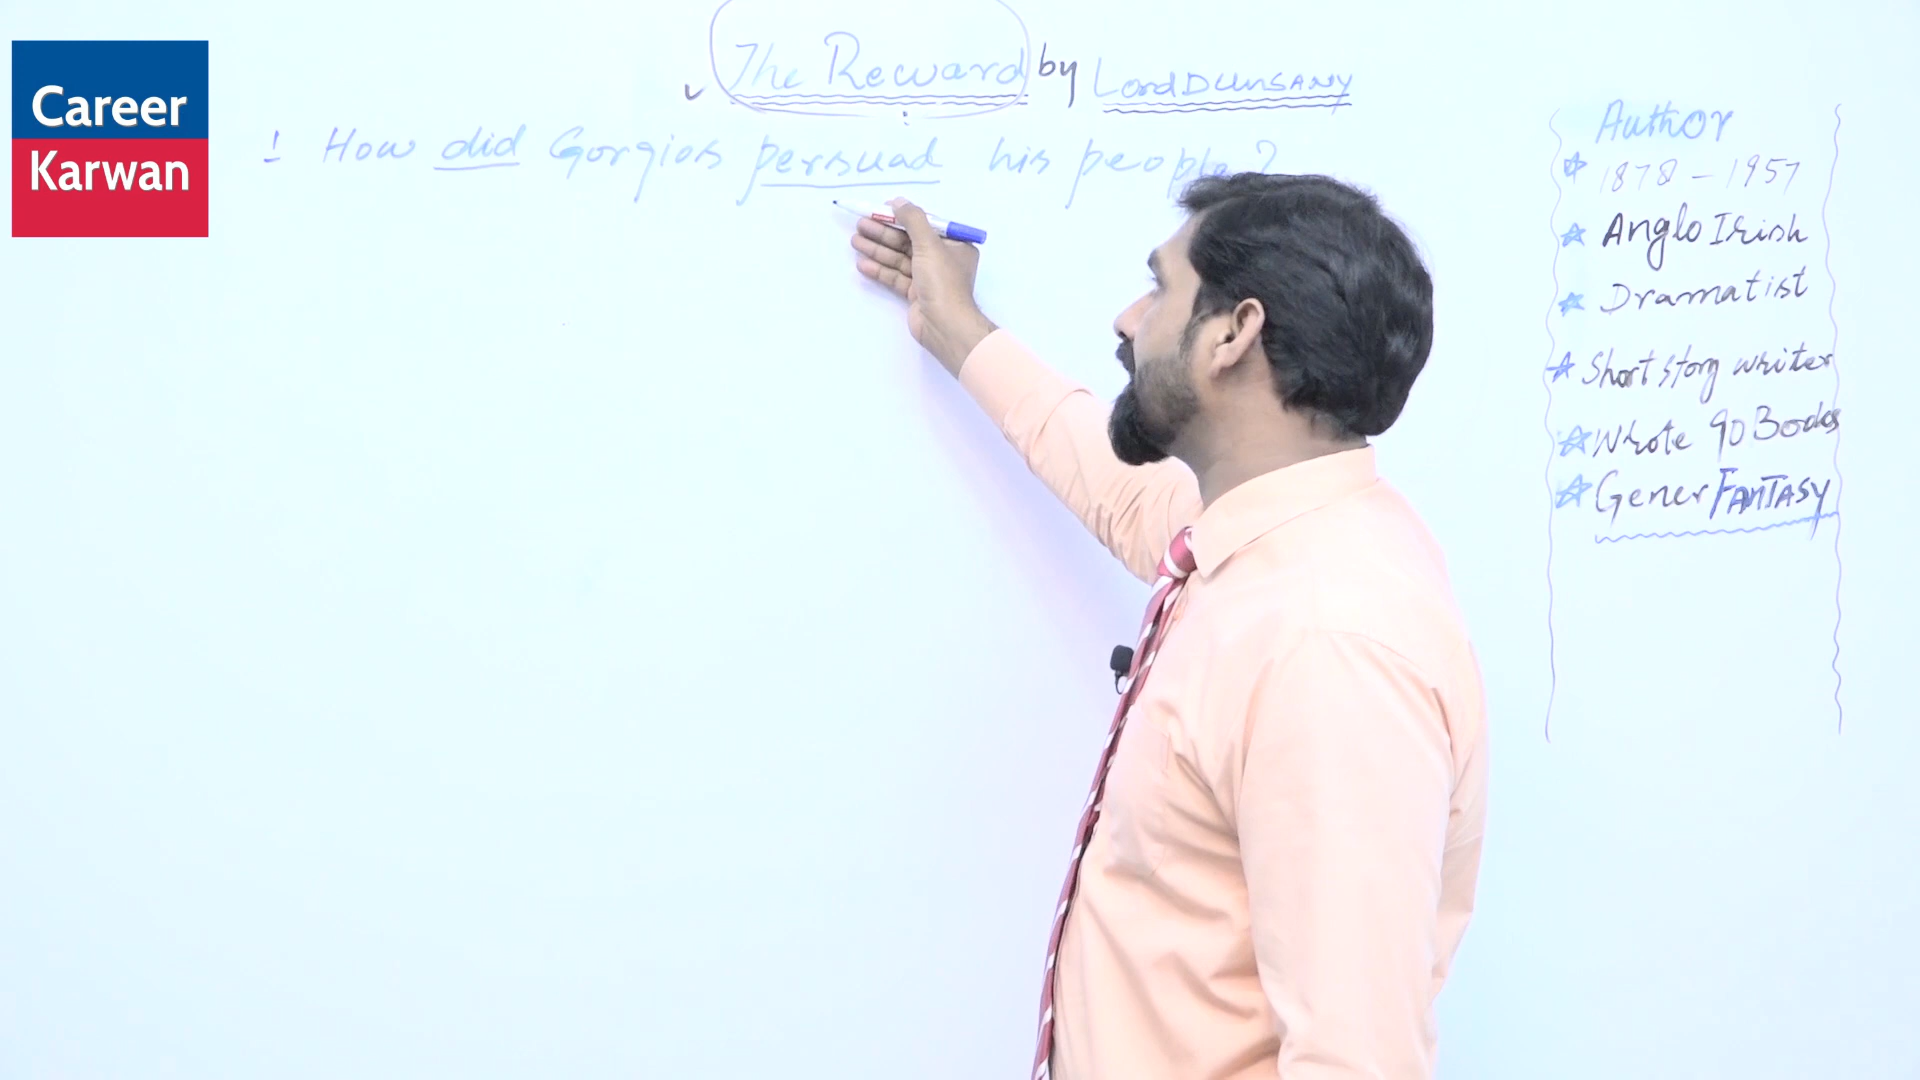 Career
Karwan
The Reward by Lord DUNSANY
1 How did Gorgios persuad his people?
Author
1878 - 1957
Anglo Irish
Dramatist
Short story writer
Wrote 90 Books
Gener FANTASY